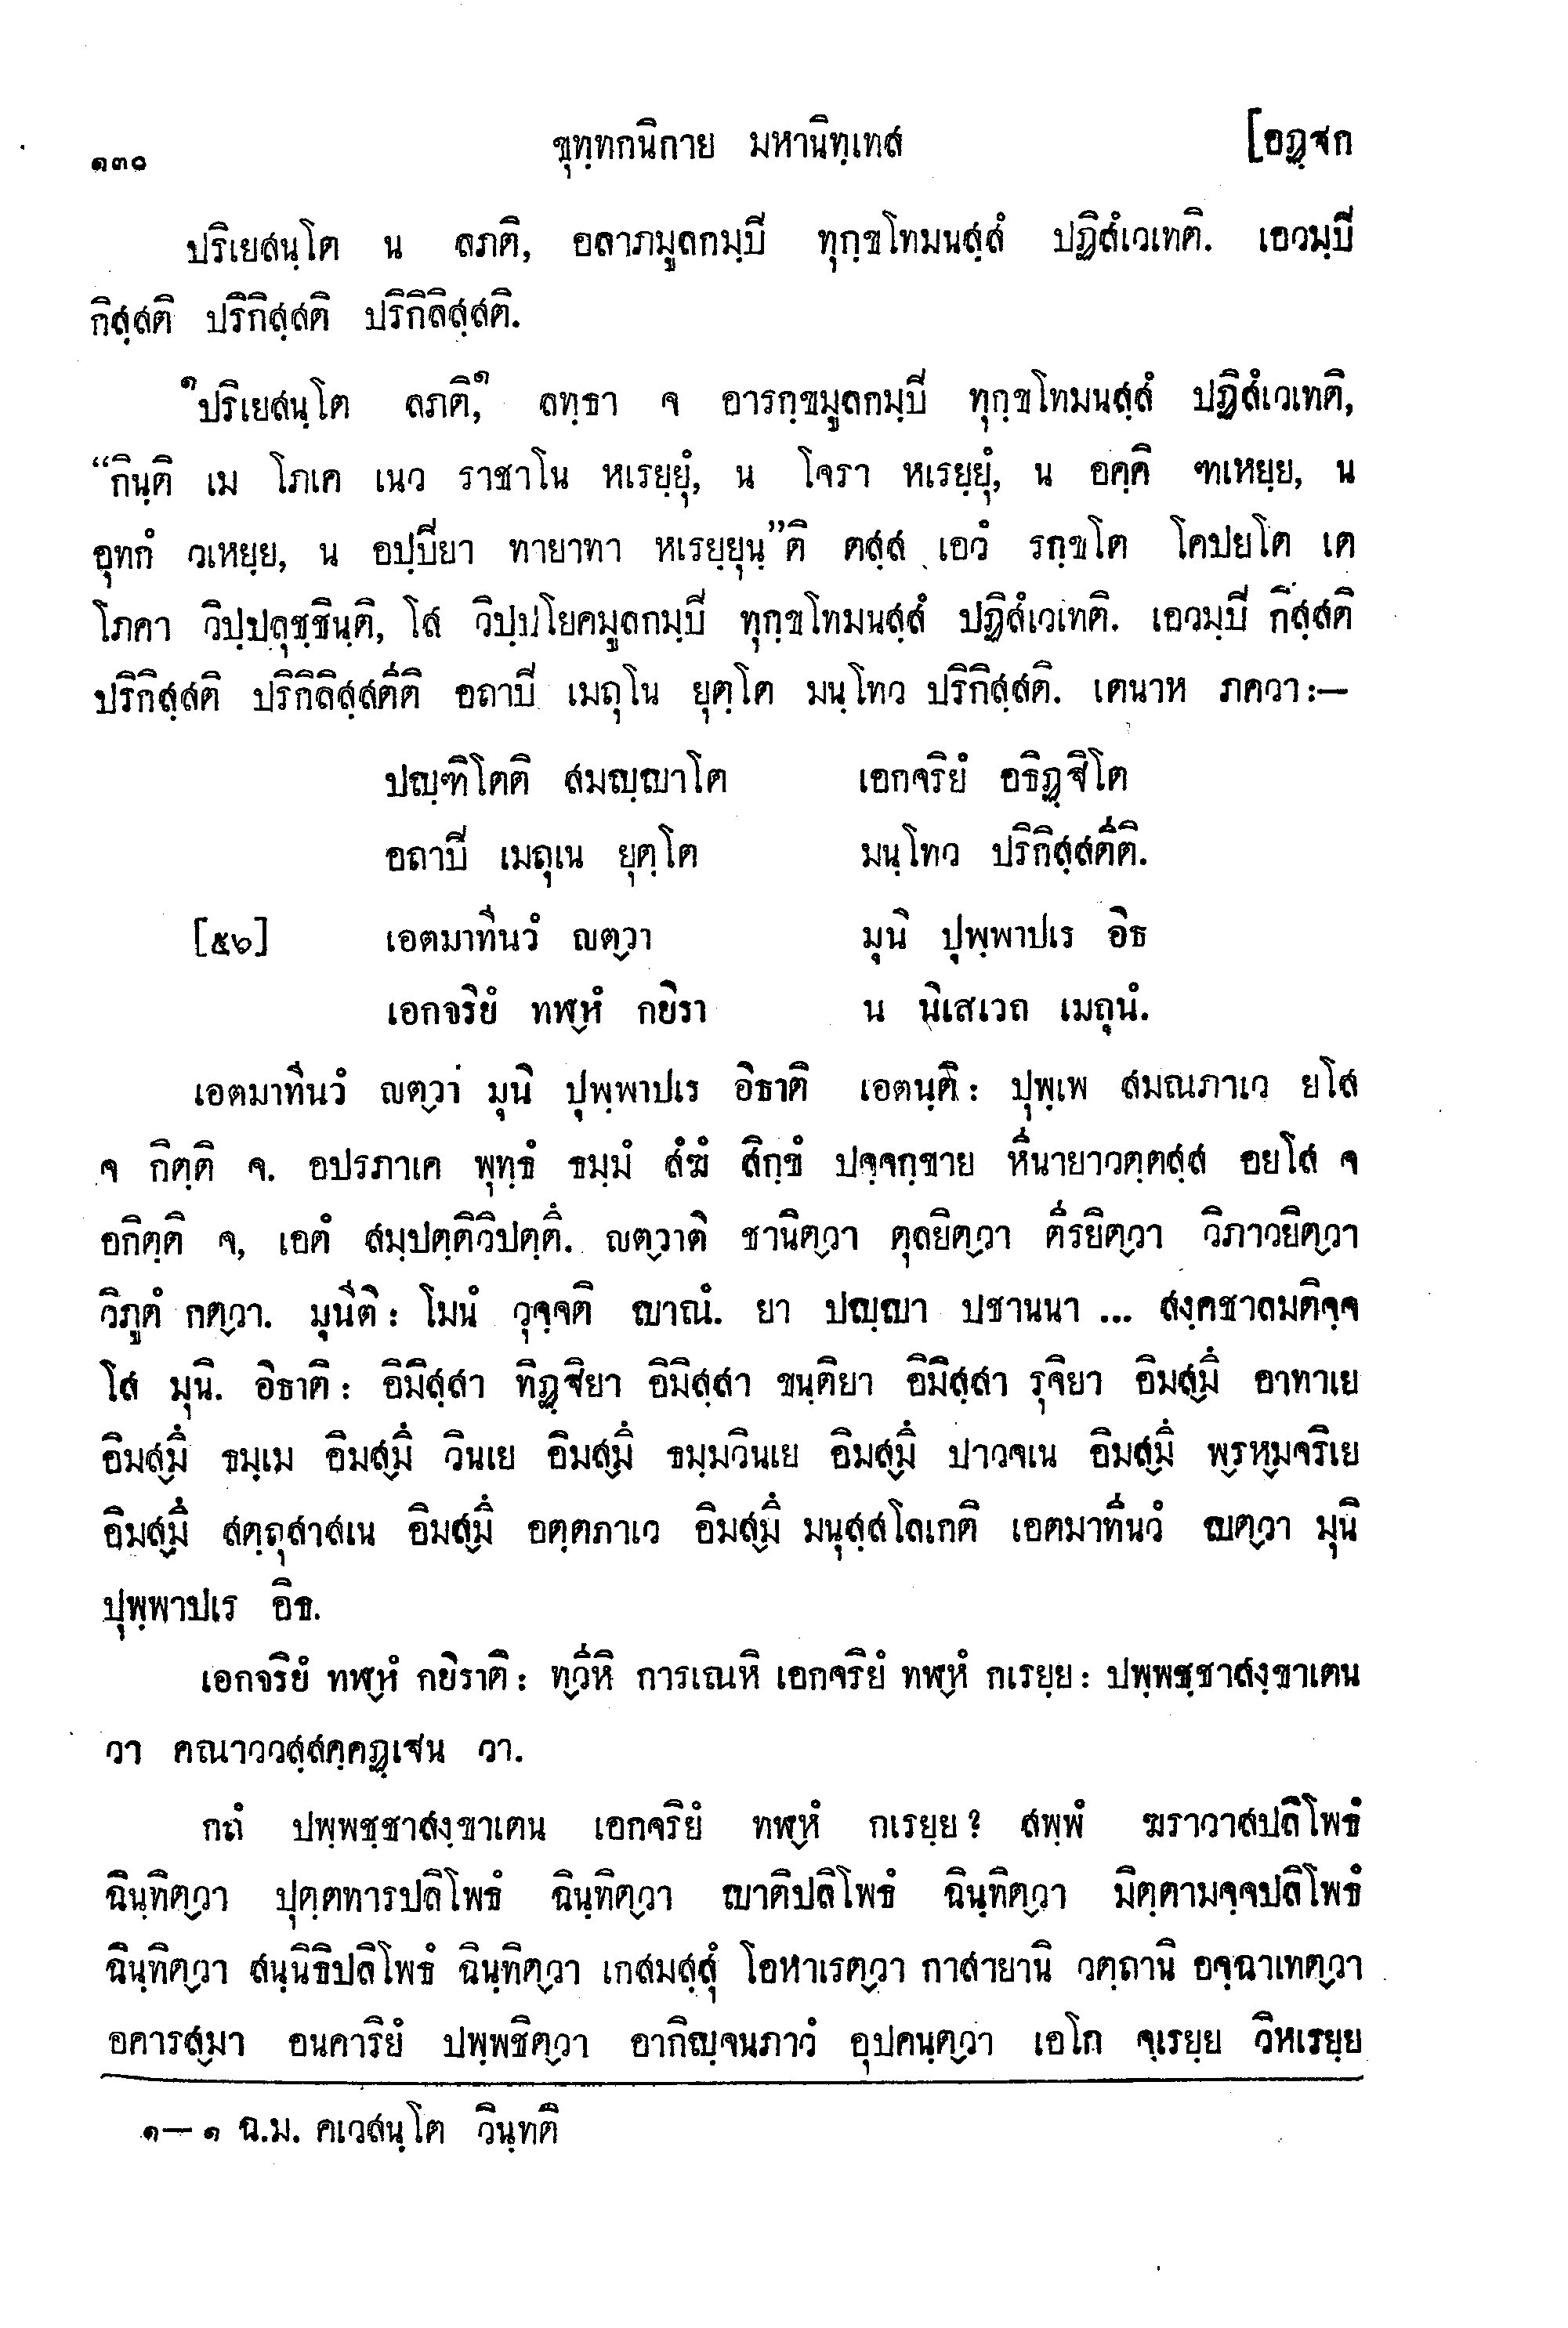 ๑๓๐ ขุทฺทกนิกาย มหานิทฺเทส [อฏฺฐก
ปริเยสนฺโต น ลภติ, อลาภมูลกมฺปิ ทุกฺขโทมนสฺสํ ปฏิสํเวเทติ. เอวมฺปิ
กิสฺสติ ปริกิสฺสติ ปริกิลิสฺสติ.
๑ปริเยสนฺโต ลภติ,๑ ลทฺธา จ อารกฺขมูลกมฺปิ ทุกฺขโทมนสฺสํ ปฏิสํเวเทติ,
“กินฺติ เม โภเค เนว ราชาโน หเรยฺยุํ, น โจรา หเรยฺยุํ, น อคฺคิ ฑเหยฺย, น
อุทกํ วเหยฺย, น อปฺปิยา ทายาทา หเรยฺยุนฺ”ติ ตสฺส เอวํ รกฺขโต โคปยโต เต
โภคา วิปฺปลุชฺชินฺติ, โส วิปฺปโยคมูลกมฺปิ ทุกฺขโทมนสฺสํ ปฏิสํเวเทติ. เอวมฺปิ กิสฺสติ
ปริกิสฺสติ ปริกิลิสฺสตีติ อถาปิ เมถุโน ยุตฺโต มนฺโทว ปริกิสฺสติ. เตนาห ภควา :—
ปณฺฑิโตติ สมญฺญาโต เอกจริยํ อธิฏฺฐิโต
อถาปิ เมถุเน ยุตฺโต มนฺโทว ปริกิสฺสตีติ.
[๕๖] เอตมาทีนวํ ญตฺวา มุนิ ปุพฺพาปเร อิธ
เอกจริยํ ทฬฺหํ กยิรา น นิเสเวถ เมถุนํ.
เอตมาทีนวํ ญตฺวา มุนิ ปุพฺพาปเร อิธาติ เอตนฺติ : ปุพฺเพ สมณภาเว ยโส
จ กิตฺติ จ. อปรภาเค พุทฺธํ ธมฺมํ สํฆํ สิกฺขํ ปจฺจกฺขาย หีนายาวตฺตสฺส อยโส จ
อกิตฺติ จ, เอตํ สมฺปตฺติวิปตฺตึ. ญตฺวาติ ชานิตฺวา ตุลยิตฺวา ตีรยิตฺวา วิภาวยิตฺวา
วิภูตํ กตฺวา. มุนีติ : โมนํ วุจฺจติ ญาณํ. ยา ปญฺญา ปชานนา ... สงฺคชาลมติจฺจ
โส มุนิ. อิธาติ : อิมิสฺสา ทิฏฺฐิยา อิมิสฺสา ขนฺติยา อิมิสฺสา รุจิยา อิมสฺมึ อาทาเย
อิมสฺมึ ธมฺเม อิมสฺมึ วินเย อิมสฺมึ ธมฺมวินเย อิมสฺมึ ปาวจเน อิมสฺมึ พฺรหฺมจริเย
อิมสฺมึ สตฺถุสาสเน อิมสฺมึ อตฺตภาเว อิมสฺมึ มนุสฺสโลเกติ เอตมาทีนวํ ญตฺวา มุนิ
ปุพฺพาปเร อิธ.
เอกจริยํ ทฬฺหํ กยิราติ : ทฺวีหิ การเณหิ เอกจริยํ ทฬฺหํ กเรยฺย : ปพฺพชฺชาสงฺขาเตน
วา คณาววสฺสคฺคฏฺเฐน วา.
กถํ ปพฺพชฺชาสงฺขาเตน เอกจริยํ ทฬฺหํ กเรยฺย ? สพฺพํ ฆราวาสปลิโพธํ
ฉินฺทิตฺวา ปุตฺตทารปลิโพธํ ฉินฺทิตฺวา ญาติปลิโพธํ ฉินฺทิตฺวา มิตฺตามจฺจปลิโพธํ
ฉินฺทิตฺวา สนฺนิธิปลิโพธํ ฉินฺทิตฺวา เกสมสฺสุํ โอหาเรตฺวา กาสายานิ วตฺถานิ อจฺฉาเทตฺวา
อคารสฺมา อนคาริยํ ปพฺพชิตฺวา อากิญฺจนภาวํ อุปคนฺตฺวา เอโก จเรยฺย วิหเรยฺย
๑—๑ ฉ.ม. คเวสนฺโต วินฺทติ